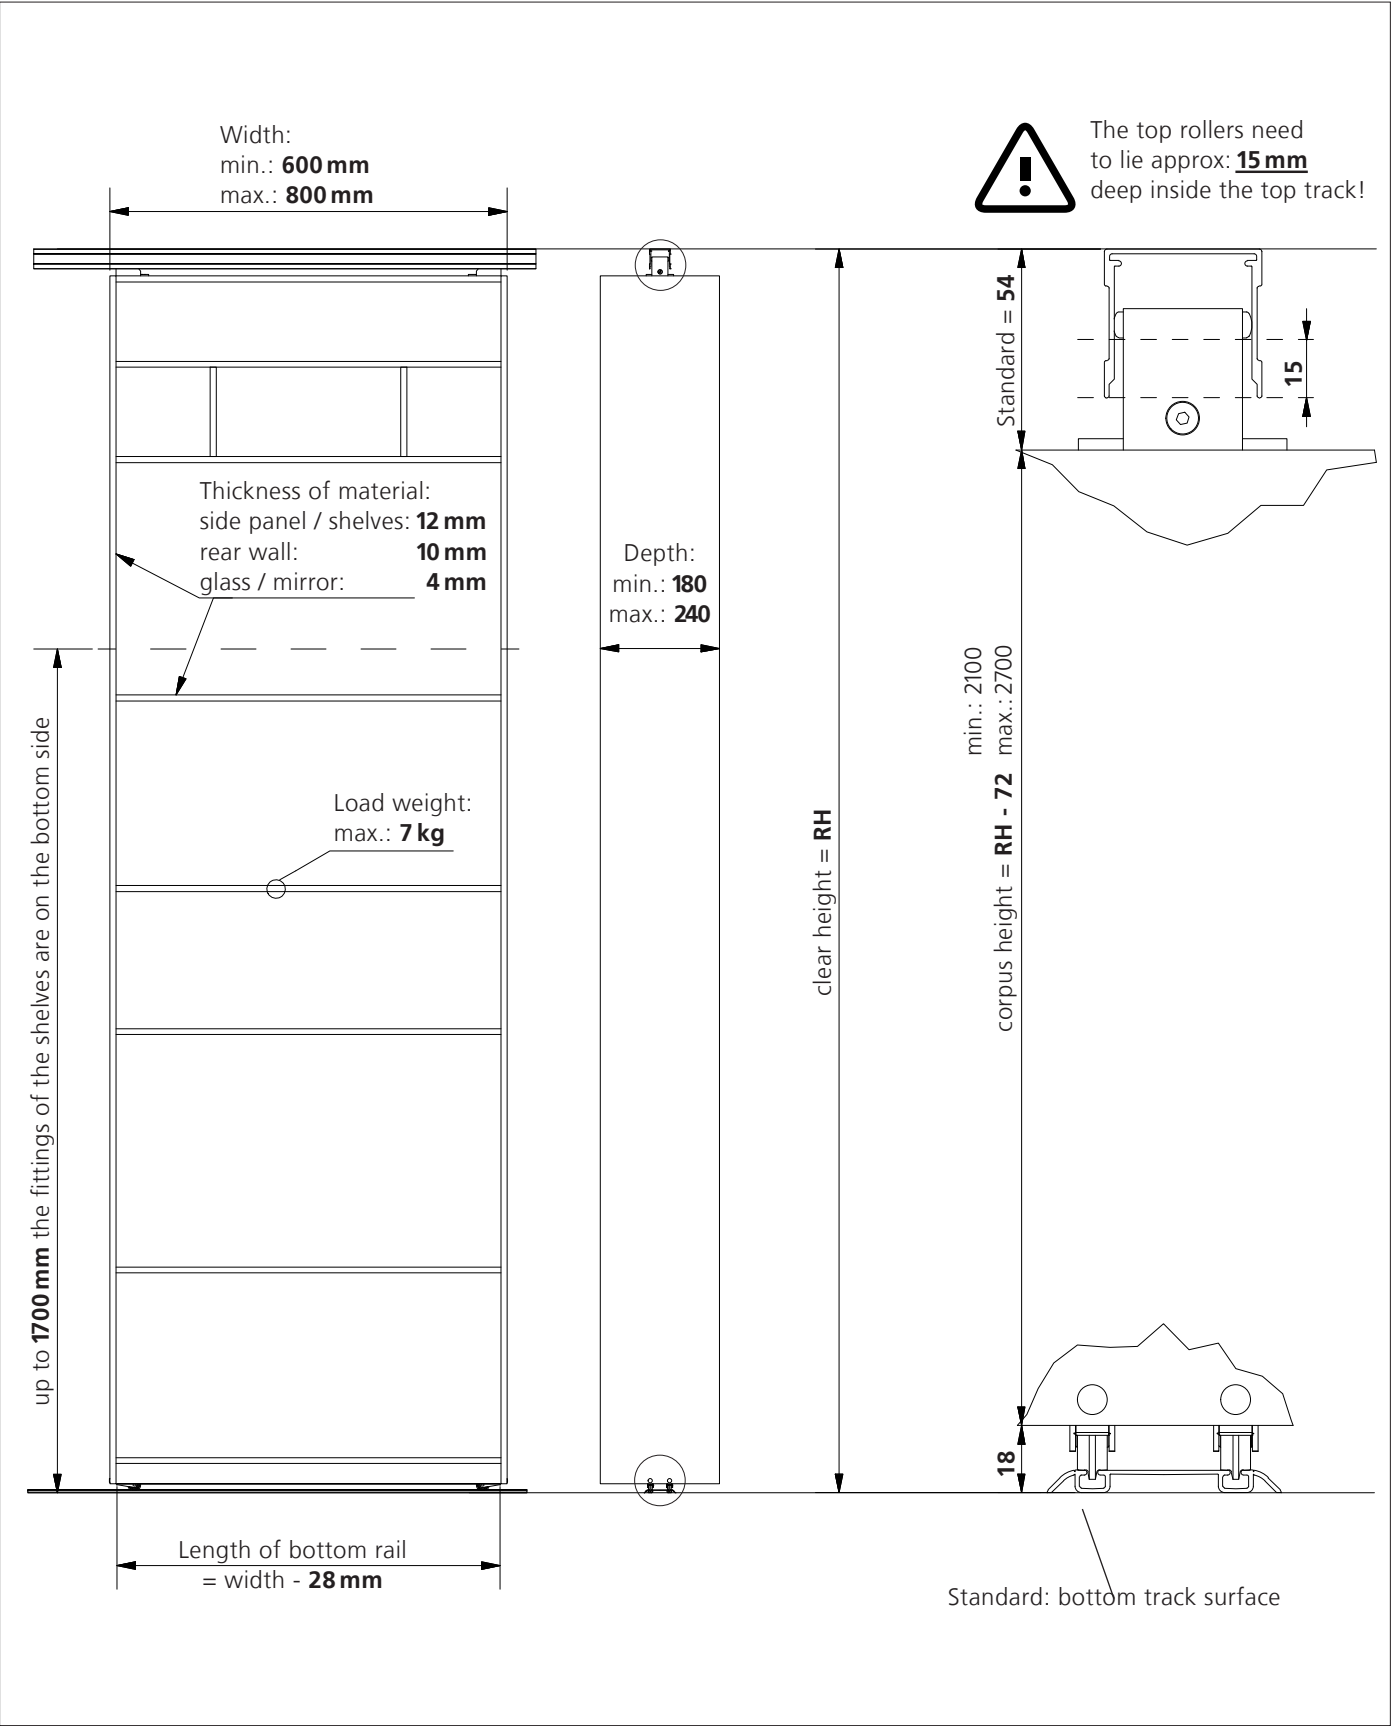 Width:
min.: 600 mm
max.: 800 mm
The top rollers need
to lie approx: 15 mm
deep inside the top track!
Standard = 54
15
Thickness of material:
side panel / shelves: 12 mm
rear wall: 10 mm
glass / mirror: 4 mm
Depth:
min.: 180
max.: 240
up to 1700 mm the fittings of the shelves are on the bottom side
Load weight:
max.: 7 kg
clear height = RH
min.: 2100
max.: 2700
corpus height = RH - 72
18
Length of bottom rail
= width - 28 mm
Standard: bottom track surface